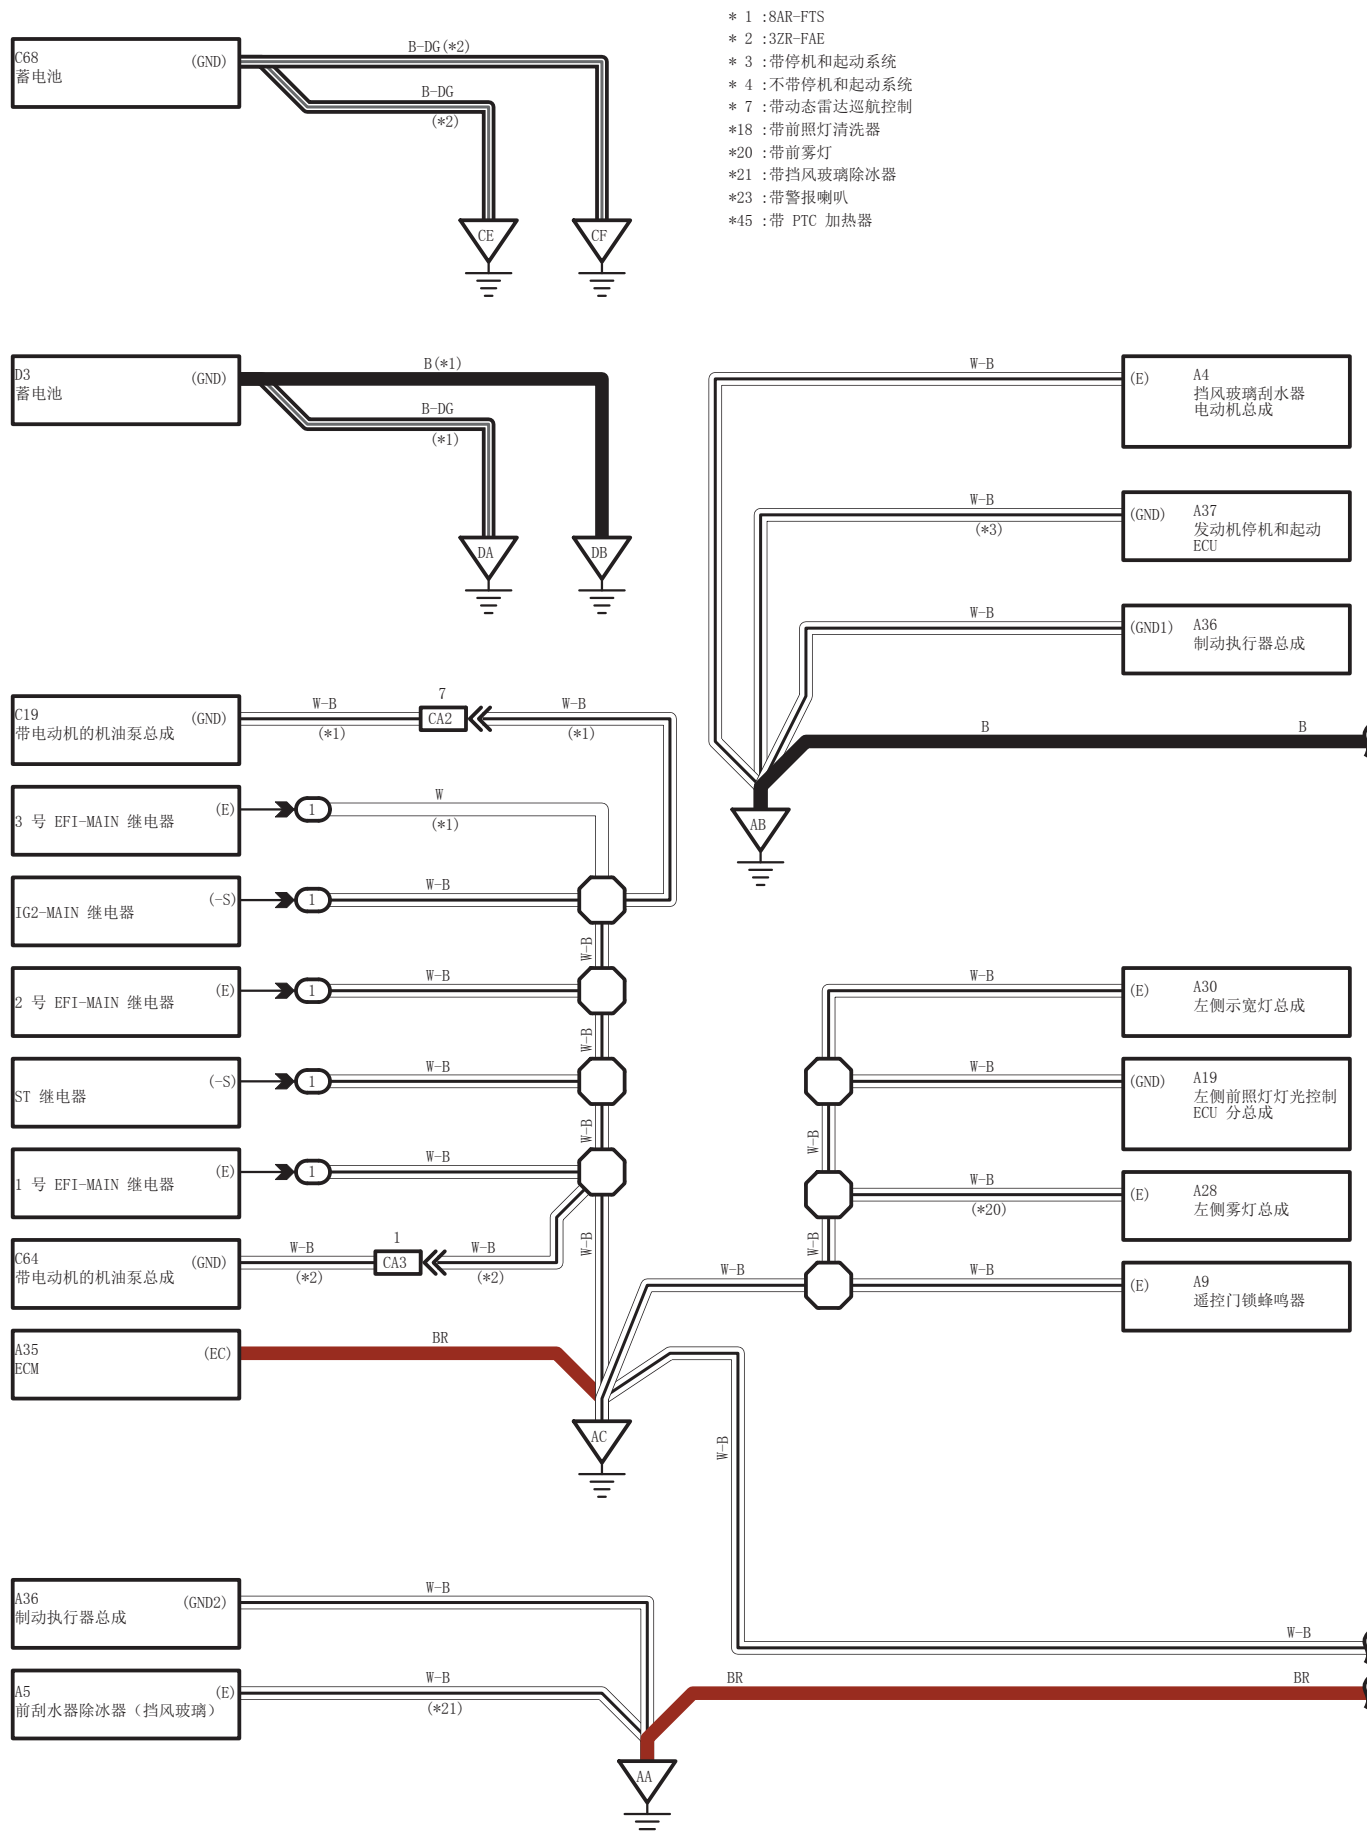 * 1 :8AR-FTS
* 2 :3ZR-FAE
* 3 :带停机和起动系统
* 4 :不带停机和起动系统
* 7 :带动态雷达巡航控制
*18 :带前照灯清洗器
*20 :带前雾灯
*21 :带挡风玻璃除冰器
*23 :带警报喇叭
*45 :带 PTC 加热器
C68
蓄电池
(GND)
B-DG(*2)
B-DG
(*2)
CE
CF
D3
蓄电池
(GND)
B(*1)
B-DG
(*1)
DA
DB
W-B
(E)
A4
挡风玻璃刮水器
电动机总成
W-B
(*3)
(GND)
A37
发动机停机和起动
ECU
W-B
(GND1)
A36
制动执行器总成
B
B
AB
C19
带电动机的机油泵总成
(GND)
W-B
(*1)
7
CA2
W-B
(*1)
3 号 EFI-MAIN 继电器
(E)
1
W
(*1)
IG2-MAIN 继电器
(-S)
1
W-B
W-B
2 号 EFI-MAIN 继电器
(E)
1
W-B
W-B
ST 继电器
(-S)
1
W-B
W-B
1 号 EFI-MAIN 继电器
(E)
1
W-B
W-B
C64
带电动机的机油泵总成
(GND)
W-B
(*2)
1
CA3
W-B
(*2)
A35
ECM
(EC)
BR
AC
W-B
(E)
A30
左侧示宽灯总成
W-B
(GND)
A19
左侧前照灯灯光控制
ECU 分总成
W-B
W-B
(*20)
(E)
A28
左侧雾灯总成
W-B
W-B
W-B
(E)
A9
遥控门锁蜂鸣器
W-B
W-B
A36
制动执行器总成
(GND2)
W-B
A5
前刮水器除冰器（挡风玻璃）
(E)
W-B
(*21)
BR
BR
AA